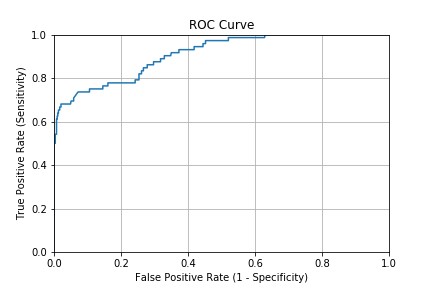 ROC Curve
1.0
0.8
0.6
0.4
0.2
0.0
True Positive Rate (Sensitivity)
0.0 0.2 0.4 0.6 0.8 1.0
False Positive Rate (1 - Specificity)